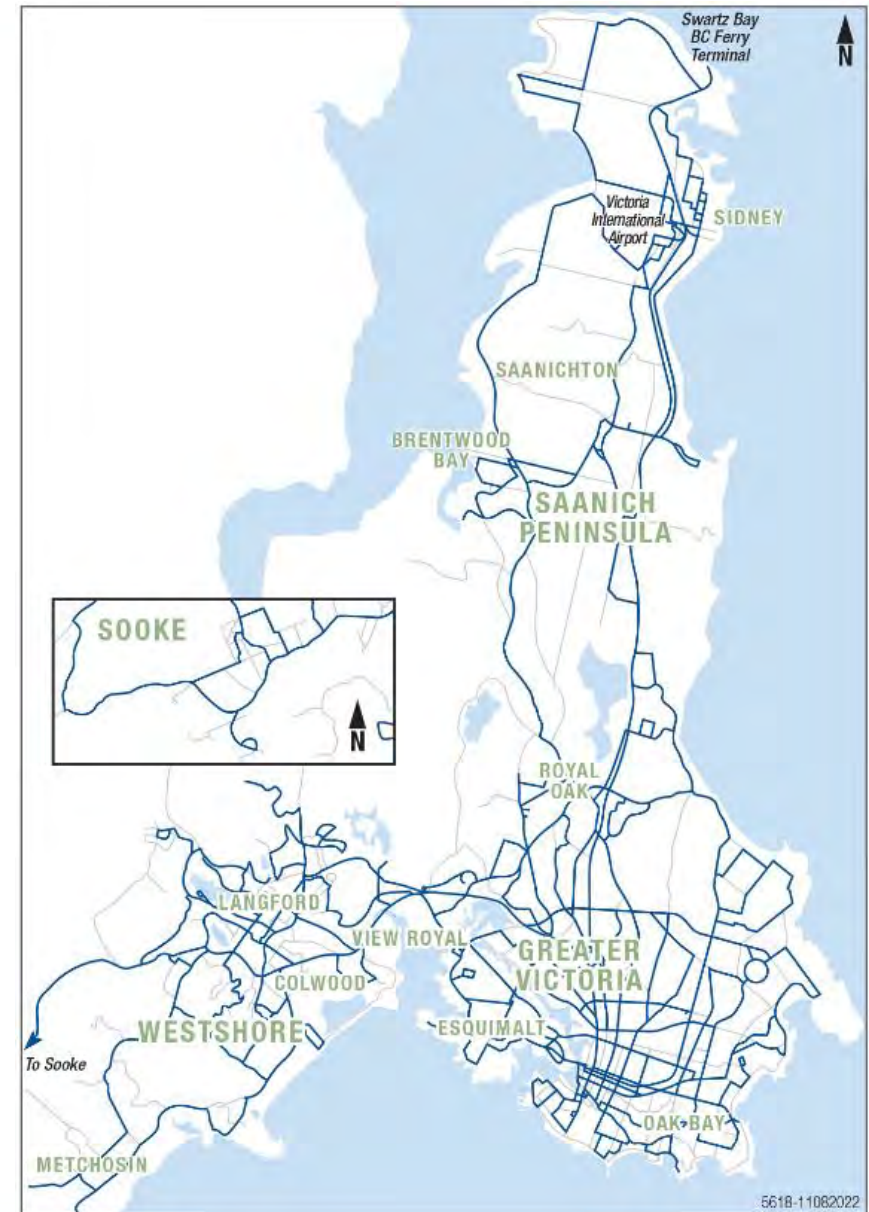 Swartz Bay
BC Ferry
Terminal
N
Victoria
International
Airport
SIDNEY
SAANICHTON
BRENTWOOD
BAY
SAANICH
PENINSULA
SOOKE
N
ROYAL
OAK
LANGFORD
VIEW ROYAL
GREATER
VICTORIA
COLWOOD
WESTSHORE
ESQUIMALT
To Sooke
OAK BAY
METCHOSIN
5618-11082022